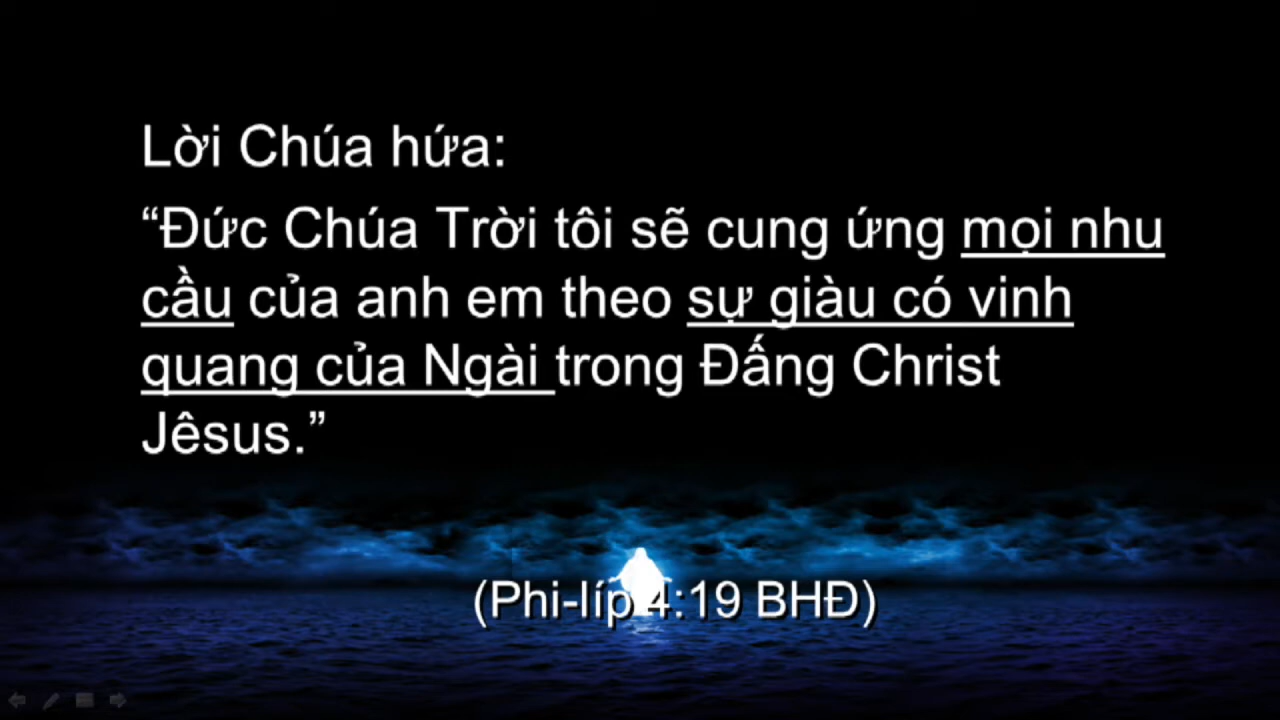 Lời Chúa hứa:
“Đức Chúa Trời tôi sẽ cung ứng mọi nhu
cầu của anh em theo sự giàu có vinh
quang của Ngài trong Đấng Christ
Jêsus.”
(Phi-líp 4:19 BHĐ)